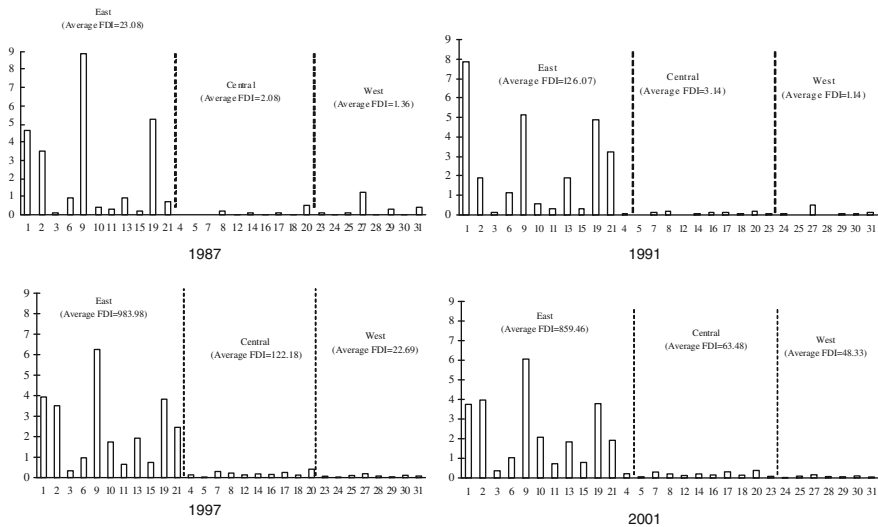 East
(Average FDI=23.08)
Central
(Average FDI=2.08)
West
(Average FDI=1.36)
9
8
7
6
5
4
3
2
1
0
1 2 3 6 9 10 11 13 15 19 21 4 5 7 8 12 14 16 17 18 20 23 24 25 27 28 29 30 31
1987
East
(Average FDI=126.07)
Central
(Average FDI=3.14)
West
(Average FDI=1.14)
9
8
7
6
5
4
3
2
1
0
1 2 3 6 9 10 11 13 15 19 21 4 5 7 8 12 14 16 17 18 20 23 24 25 27 28 29 30 31
1991
East
(Average FDI=983.98)
Central
(Average FDI=122.18)
West
(Average FDI=22.69)
9
8
7
6
5
4
3
2
1
0
1 2 3 6 9 10 11 13 15 19 21 4 5 7 8 12 14 16 17 18 20 23 24 25 27 28 29 30 31
1997
East
(Average FDI=859.46)
Central
(Average FDI=63.48)
West
(Average FDI=48.33)
9
8
7
6
5
4
3
2
1
0
1 2 3 6 9 10 11 13 15 19 21 4 5 7 8 12 14 16 17 18 20 23 24 25 27 28 29 30 31
2001